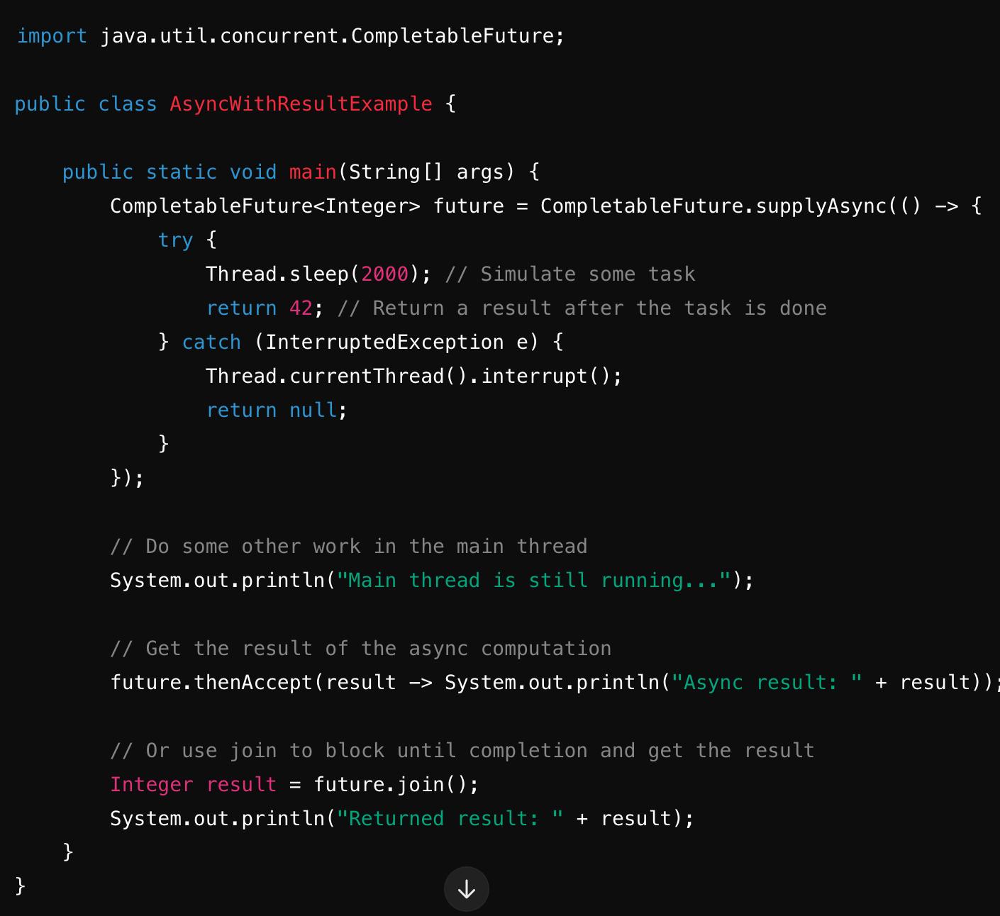 import java.util.concurrent.CompletableFuture;
public class AsyncWithResultExample {
    public static void main(String[] args) {
        CompletableFuture<Integer> future = CompletableFuture.supplyAsync(() -> {
            try {
                Thread.sleep(2000); // Simulate some task
                return 42; // Return a result after the task is done
            } catch (InterruptedException e) {
                Thread.currentThread().interrupt();
                return null;
            }
        });
        // Do some other work in the main thread
        System.out.println("Main thread is still running...");
        // Get the result of the async computation
        future.thenAccept(result -> System.out.println("Async result: " + result));
        // Or use join to block until completion and get the result
        Integer result = future.join();
        System.out.println("Returned result: " + result);
    }
}